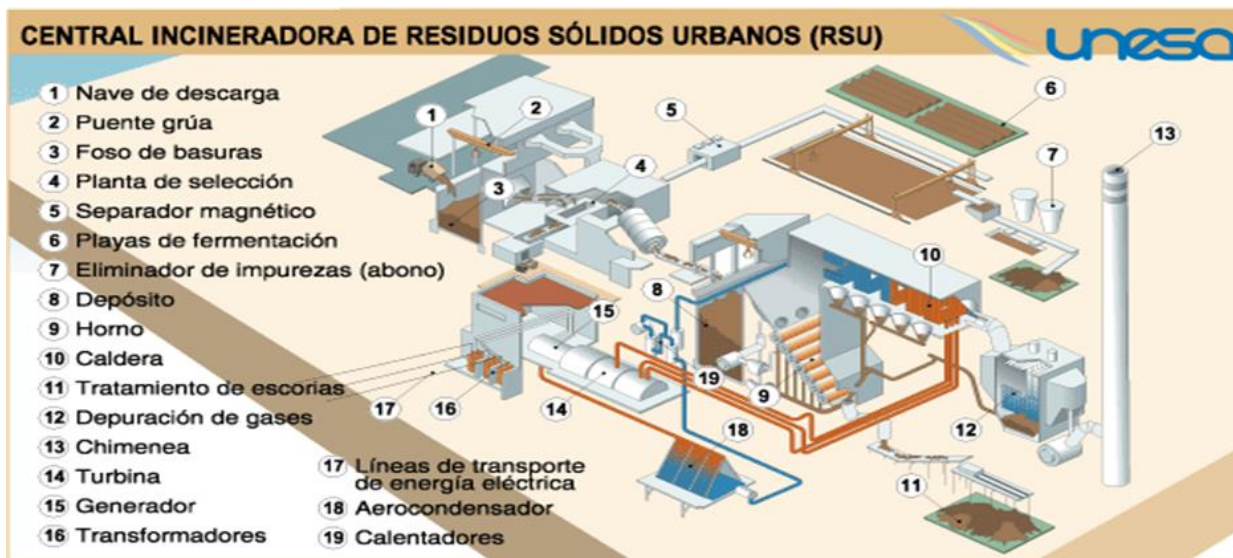 CENTRAL INCINERADORA DE RESIDUOS SÓLIDOS URBANOS (RSU)
unesa
1 Nave de descarga
2 Puente grúa
3 Foso de basuras
4 Planta de selección
5 Separador magnético
6 Playas de fermentación
7 Eliminador de impurezas (abono)
8 Depósito
9 Horno
10 Caldera
11 Tratamiento de escorias
12 Depuración de gases
13 Chimenea
14 Turbina
15 Generador
16 Transformadores
17 Líneas de transporte
de energía eléctrica
18 Aerocondensador
19 Calentadores
1
2
3
4
5
6
7
13
10
8
15
19
9
17
16
14
18
12
11